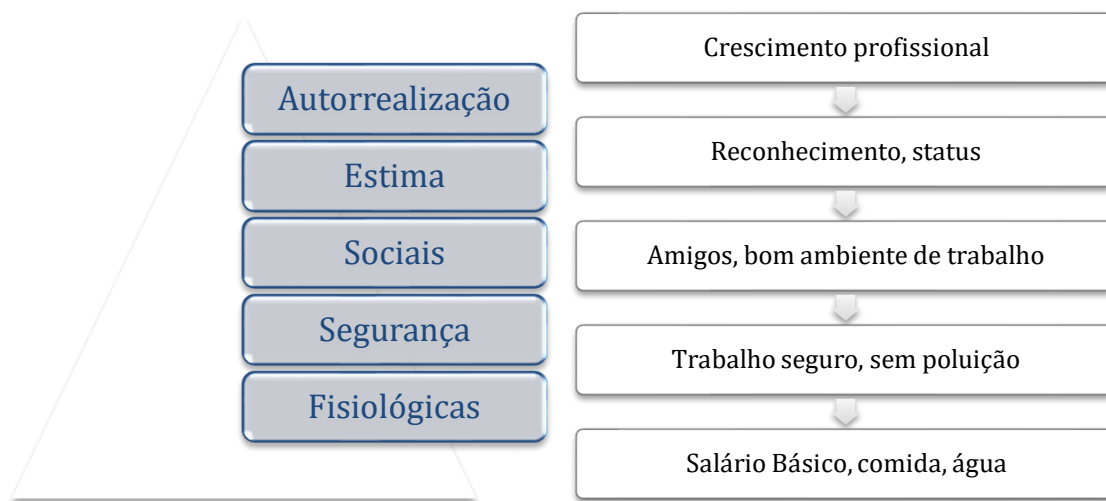 Autorrealização
Estima
Sociais
Segurança
Fisiológicas
Crescimento profissional
Reconhecimento, status
Amigos, bom ambiente de trabalho
Trabalho seguro, sem poluição
Salário Básico, comida, água